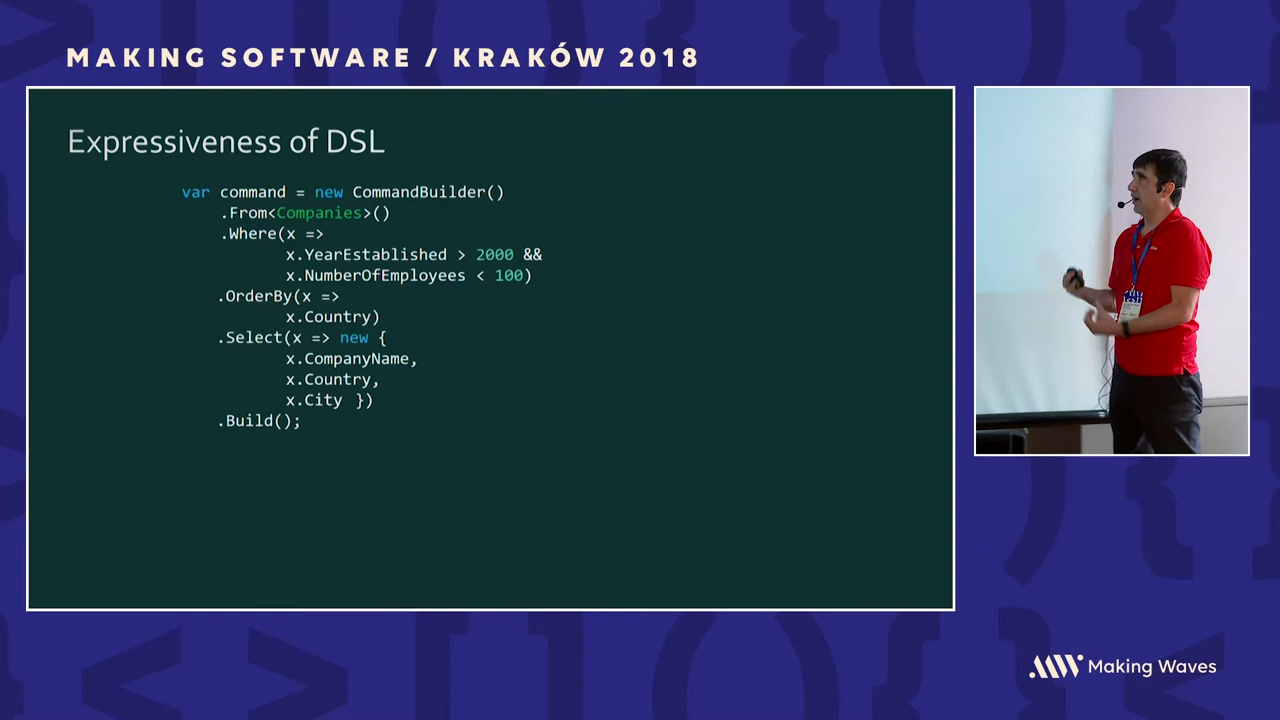 MAKING SOFTWARE / KRAKÓW 2018
Expressiveness of DSL
var command = new CommandBuilder()
.From<Companies>()
.Where(x =>
x.YearEstablished > 2000 &&
x.NumberOfEmployees < 100)
.OrderBy(x =>
x.Country)
.Select(x => new {
x.CompanyName,
x.Country,
x.City })
.Build();
Making Waves